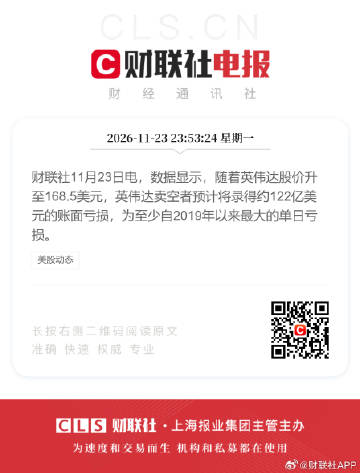 CLS.CN
C 财联社电报
财经通讯社
2026-11-23 23:53:24 星期一
财联社11月23日电，数据显示，随着英伟达股价升
至168.5美元，英伟达卖空者预计将录得约122亿美
元的账面亏损，为至少自2019年以来最大的单日亏
损。
美股动态
长按右侧二维码阅读原文
准确 快速 权威 专业
C
CLS 财联社·上海报业集团主管主办
为速度和交易而生 机构和私募都在使用
@财联社APP